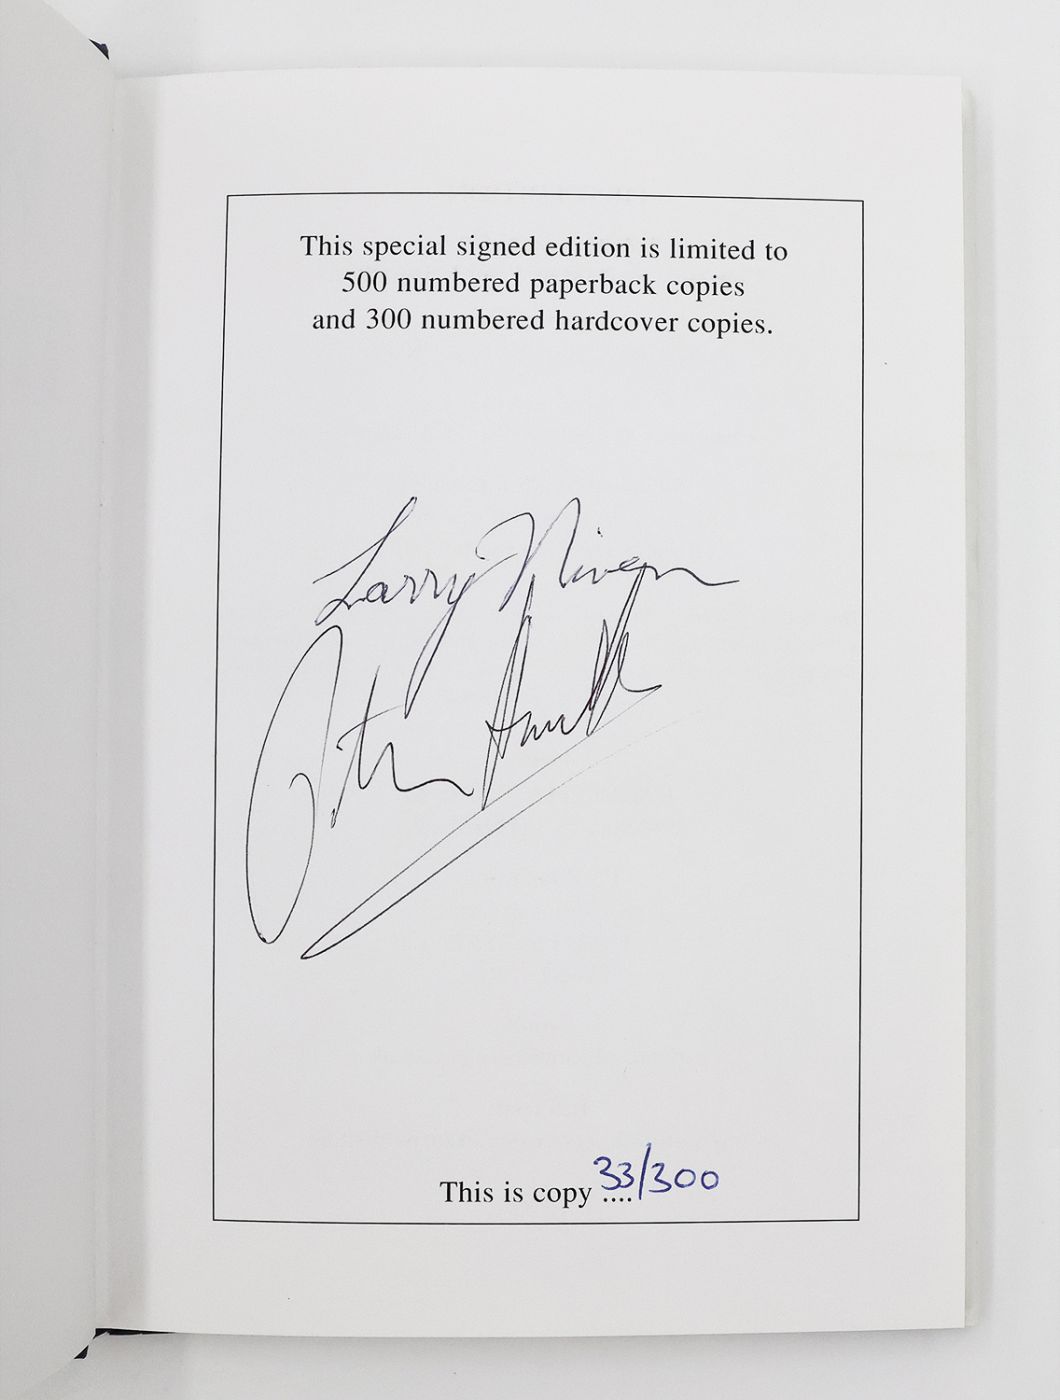 This special signed edition is limited to
500 numbered paperback copies
and 300 numbered hardcover copies.
Larry Niven
This is copy .... 33/300